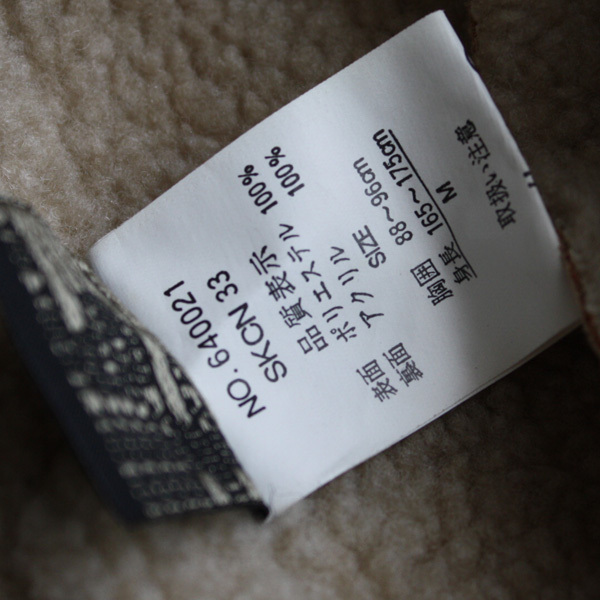 NO. 640021
SKCN 33
品質表示
表面 ポリエステル 100%
裏面 アクリル 100%
SIZE
胸囲 88~96cm
身長 165~175cm
M
取扱い注意